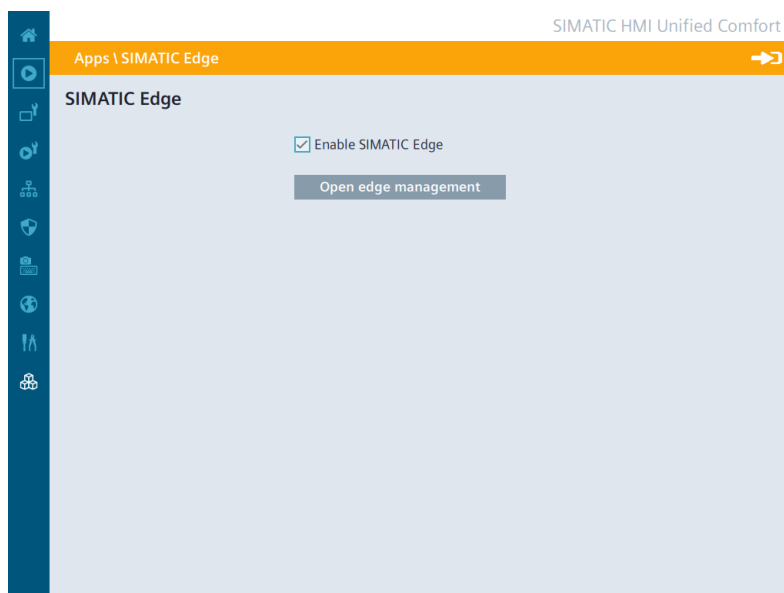 SIMATIC HMI Unified Comfort
Apps \ SIMATIC Edge
SIMATIC Edge
Enable SIMATIC Edge
Open edge management